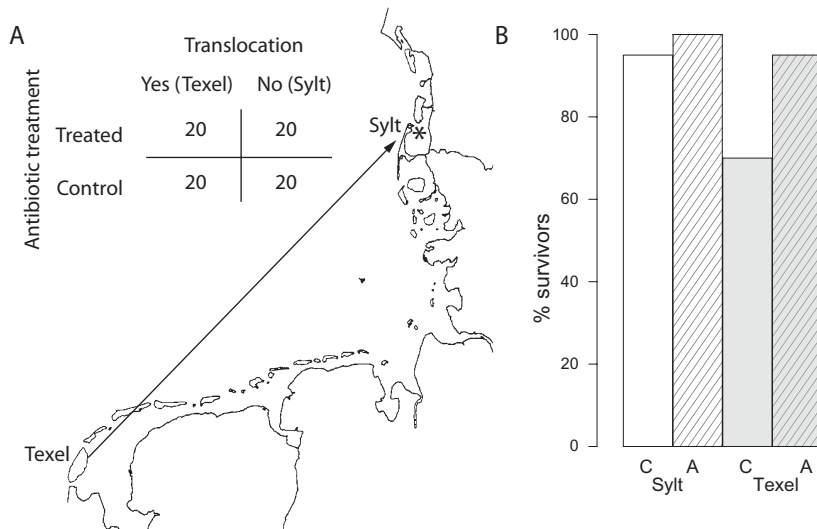 A
Translocation
Yes (Texel) No (Sylt)
Antibiotic treatment
Treated 20 20
Control 20 20
Sylt
*
Texel
B
% survivors
100
80
60
40
20
0
C A C A
Sylt Texel